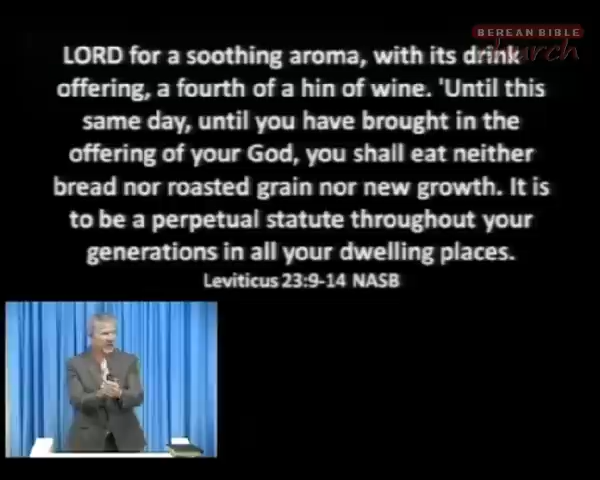 BEREAN BIBLE
church
LORD for a soothing aroma, with its drink
offering, a fourth of a hin of wine. 'Until this
same day, until you have brought in the
offering of your God, you shall eat neither
bread nor roasted grain nor new growth. It is
to be a perpetual statute throughout your
generations in all your dwelling places.
Leviticus 23:9-14 NASB